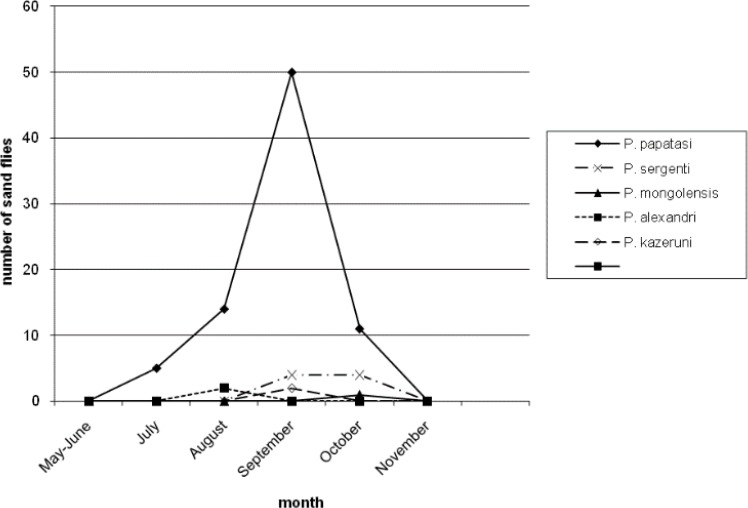 60
50
40
30
20
10
0
number of sand flies
May-June
July
August
September
October
November
month
P. papatasi
P. sergenti
P. mongolensis
P. alexandri
P. kazeruni